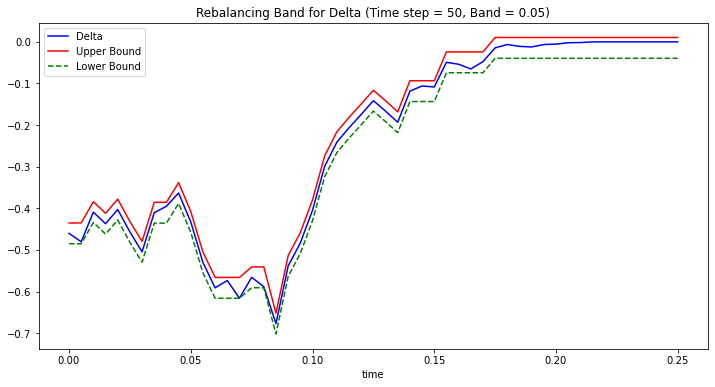 Rebalancing Band for Delta (Time step = 50, Band = 0.05)
Delta
Upper Bound
Lower Bound
0.0
−0.1
−0.2
−0.3
−0.4
−0.5
−0.6
−0.7
0.00 0.05 0.10 0.15 0.20 0.25
time